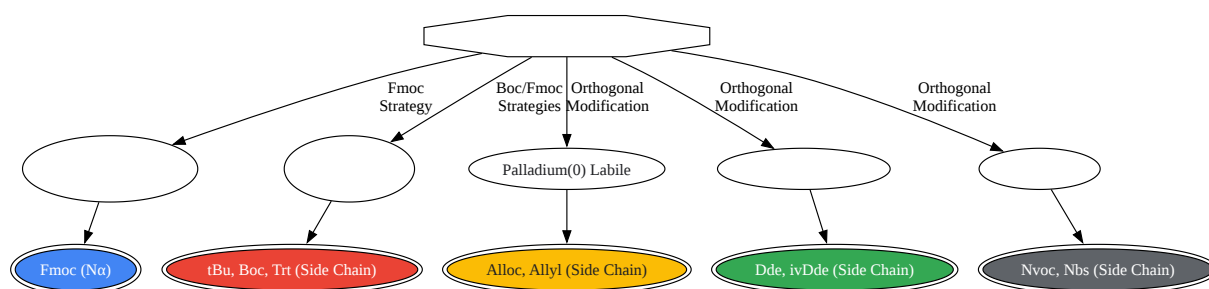 Fmoc
Strategy
Boc/Fmoc
Strategies
Orthogonal
Modification
Orthogonal
Modification
Orthogonal
Modification
Palladium(0) Labile
Fmoc (Nα)
tBu, Boc, Trt (Side Chain)
Alloc, Allyl (Side Chain)
Dde, ivDde (Side Chain)
Nvoc, Nbs (Side Chain)